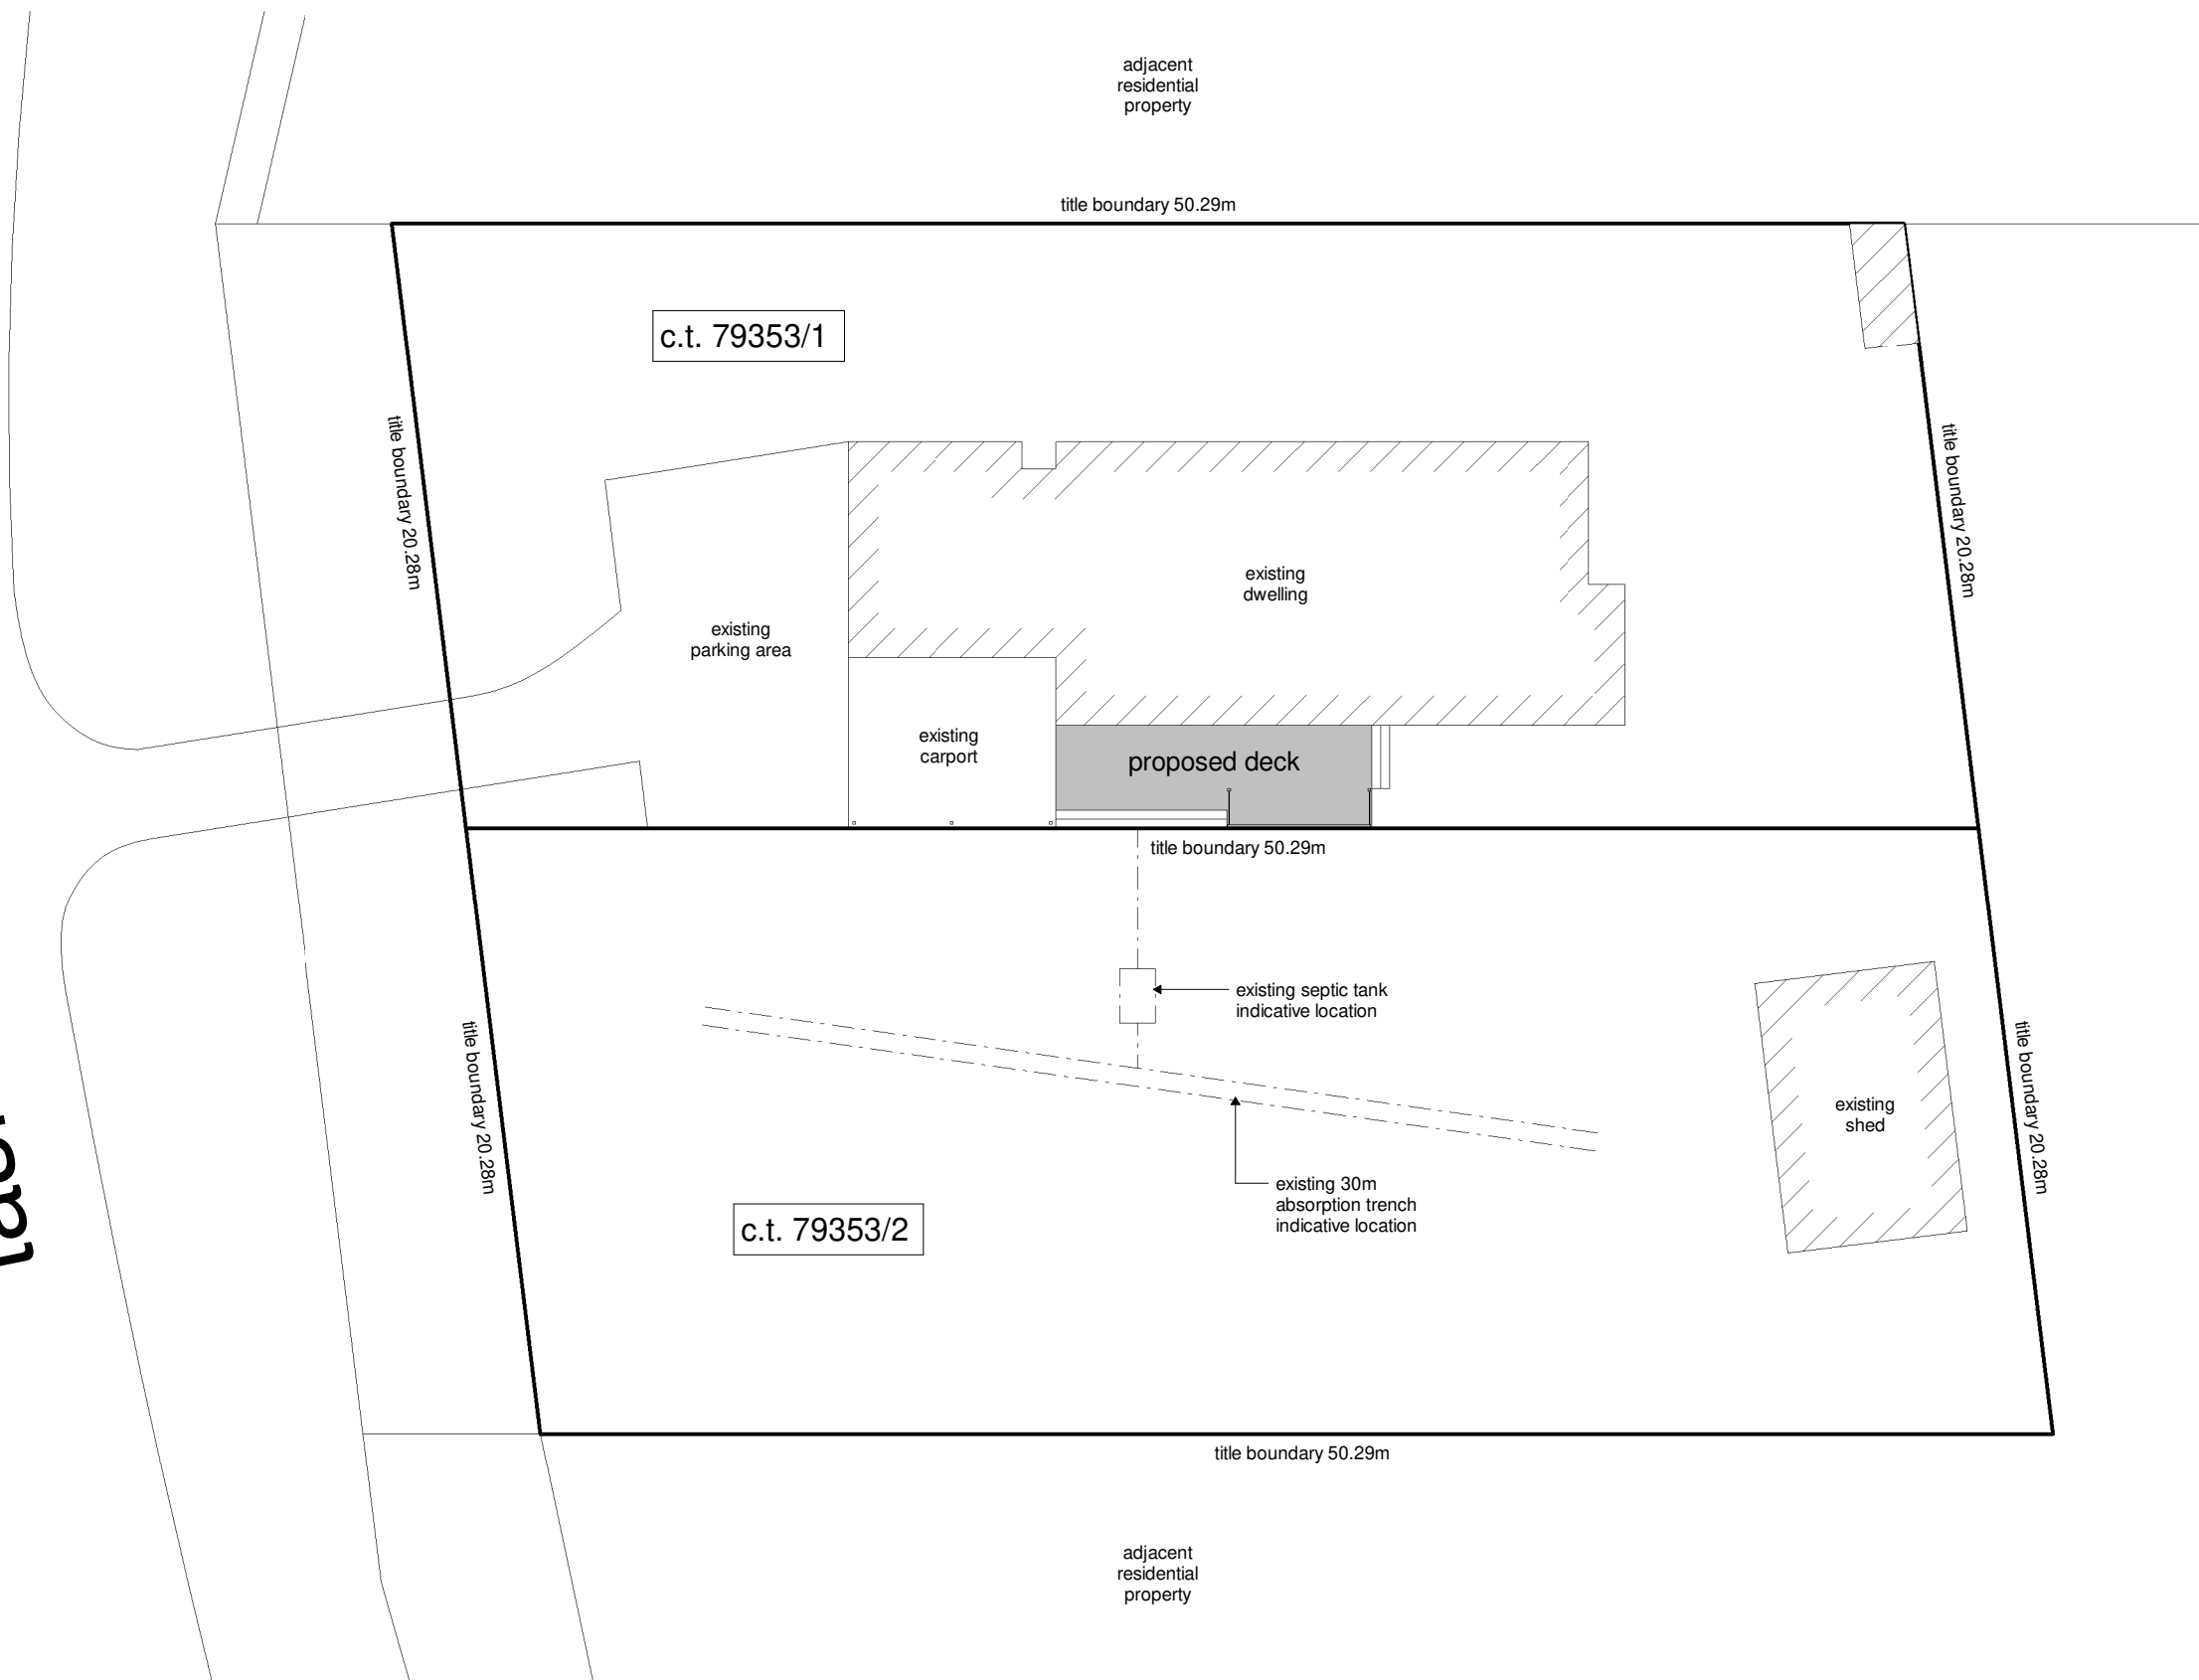 adjacent
residential
property
title boundary 50.29m
c.t. 79353/1
title boundary 20.28m
title boundary 20.28m
existing
dwelling
existing
parking area
existing
carport
proposed deck
title boundary 50.29m
existing septic tank
indicative location
title boundary 20.28m
title boundary 20.28m
existing
shed
existing 30m
absorption trench
indicative location
c.t. 79353/2
title boundary 50.29m
adjacent
residential
property